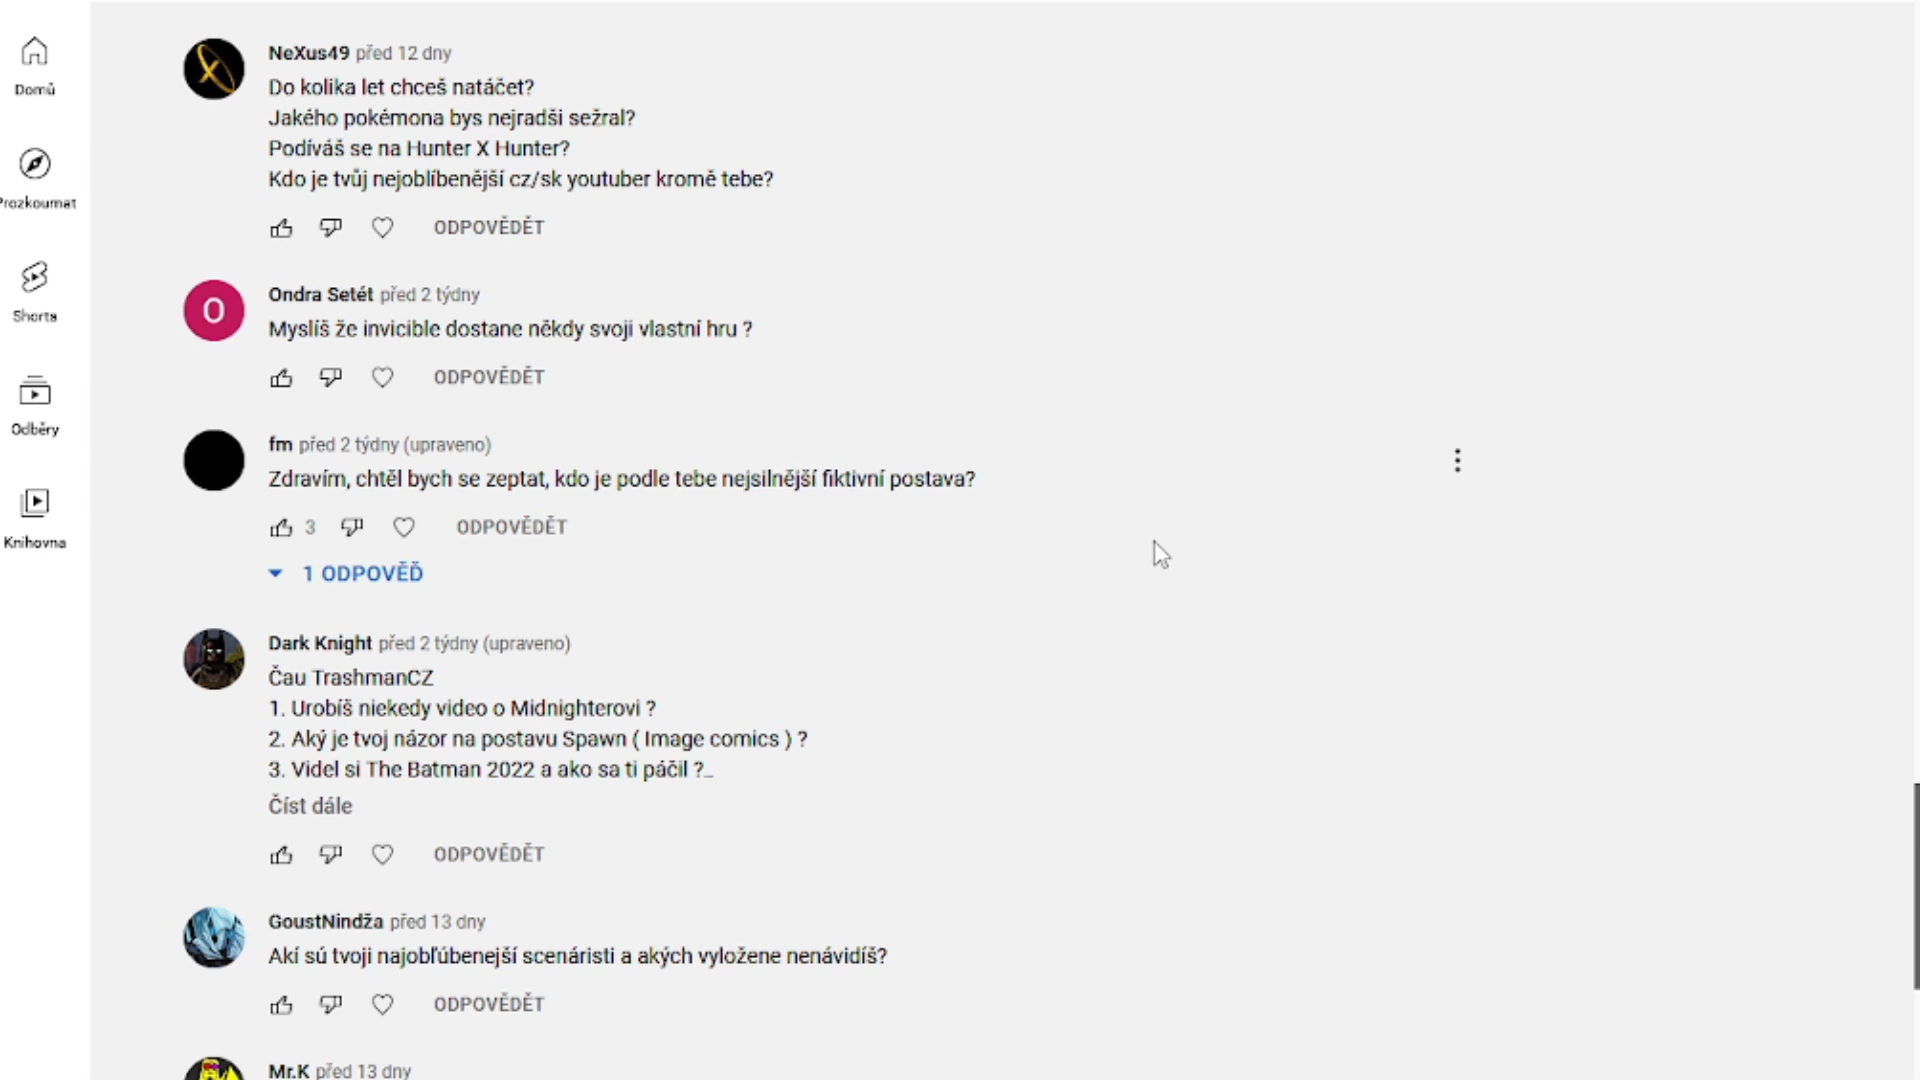 Domů
Prozkoumat
Shorts
Odběry
Knihovna
NeXus49 před 12 dny
Do kolika let chceš natáčet?
Jakého pokémona bys nejradši sežral?
Podíváš se na Hunter X Hunter?
Kdo je tvůj nejoblíbenější cz/sk youtuber kromě tebe?
ODPOVĚDĚT
O
Ondra Setét před 2 týdny
Myslíš že invicible dostane někdy svoji vlastní hru ?
ODPOVĚDĚT
fm před 2 týdny (upraveno)
Zdravím, chtěl bych se zeptat, kdo je podle tebe nejsilnější fiktivní postava?
3 ODPOVĚDĚT
1 ODPOVĚĎ
Dark Knight před 2 týdny (upraveno)
Čau TrashmanCZ
1. Urobíš niekedy video o Midnighterovi ?
2. Aký je tvoj názor na postavu Spawn ( Image comics ) ?
3. Videl si The Batman 2022 a ako sa ti páčil ?...
Číst dále
ODPOVĚDĚT
GoustNindža před 13 dny
Akí sú tvoji najobľúbenejší scenáristi a akých vyložene nenávidíš?
ODPOVĚDĚT
Mr.K před 13 dny